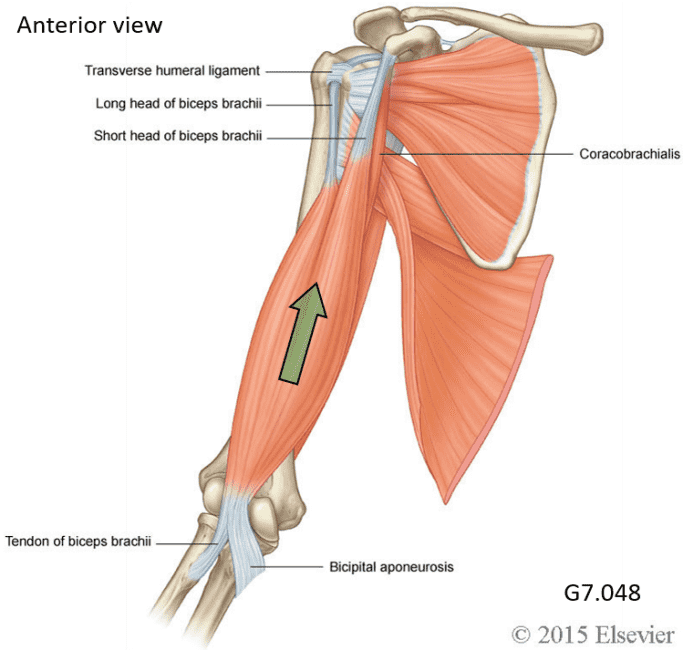 Anterior view
Transverse humeral ligament
Long head of biceps brachii
Short head of biceps brachii
Coracobrachialis
Tendon of biceps brachii
Bicipital aponeurosis
G7.048
© 2015 Elsevier